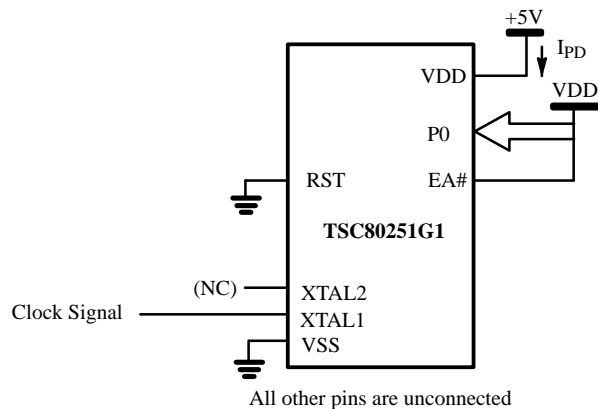 +5V
IPD
VDD
VDD
P0
RST
EA#
TSC80251G1
(NC)
XTAL2
Clock Signal
XTAL1
VSS
All other pins are unconnected